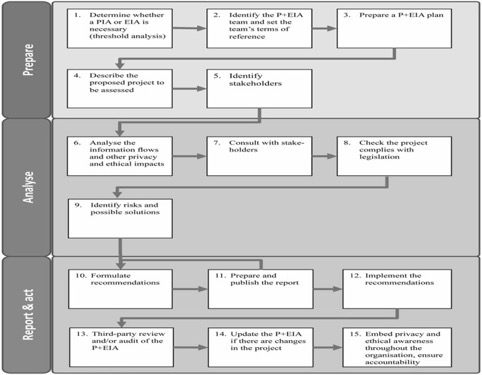 Prepare
1. Determine whether
a PIA or EIA is
necessary
(threshold analysis)
2. Identify the P+EIA
team and set the
team's terms of
reference
3. Prepare a P+EIA plan
4. Describe the
proposed project to
be assessed
5. Identify
stakeholders
Analyse
6. Analyse the
information flows
and other privacy
and ethical impacts
7. Consult with stake-
holders
8. Check the project
complies with
legislation
9. Identify risks and
possible solutions
Report & act
10. Formulate
recommendations
11. Prepare and
publish the report
12. Implement the
recommendations
13. Third-party review
and/or audit of the
P+EIA
14. Update the P+EIA
if there are changes
in the project
15. Embed privacy and
ethical awareness
throughout the
organisation, ensure
accountability